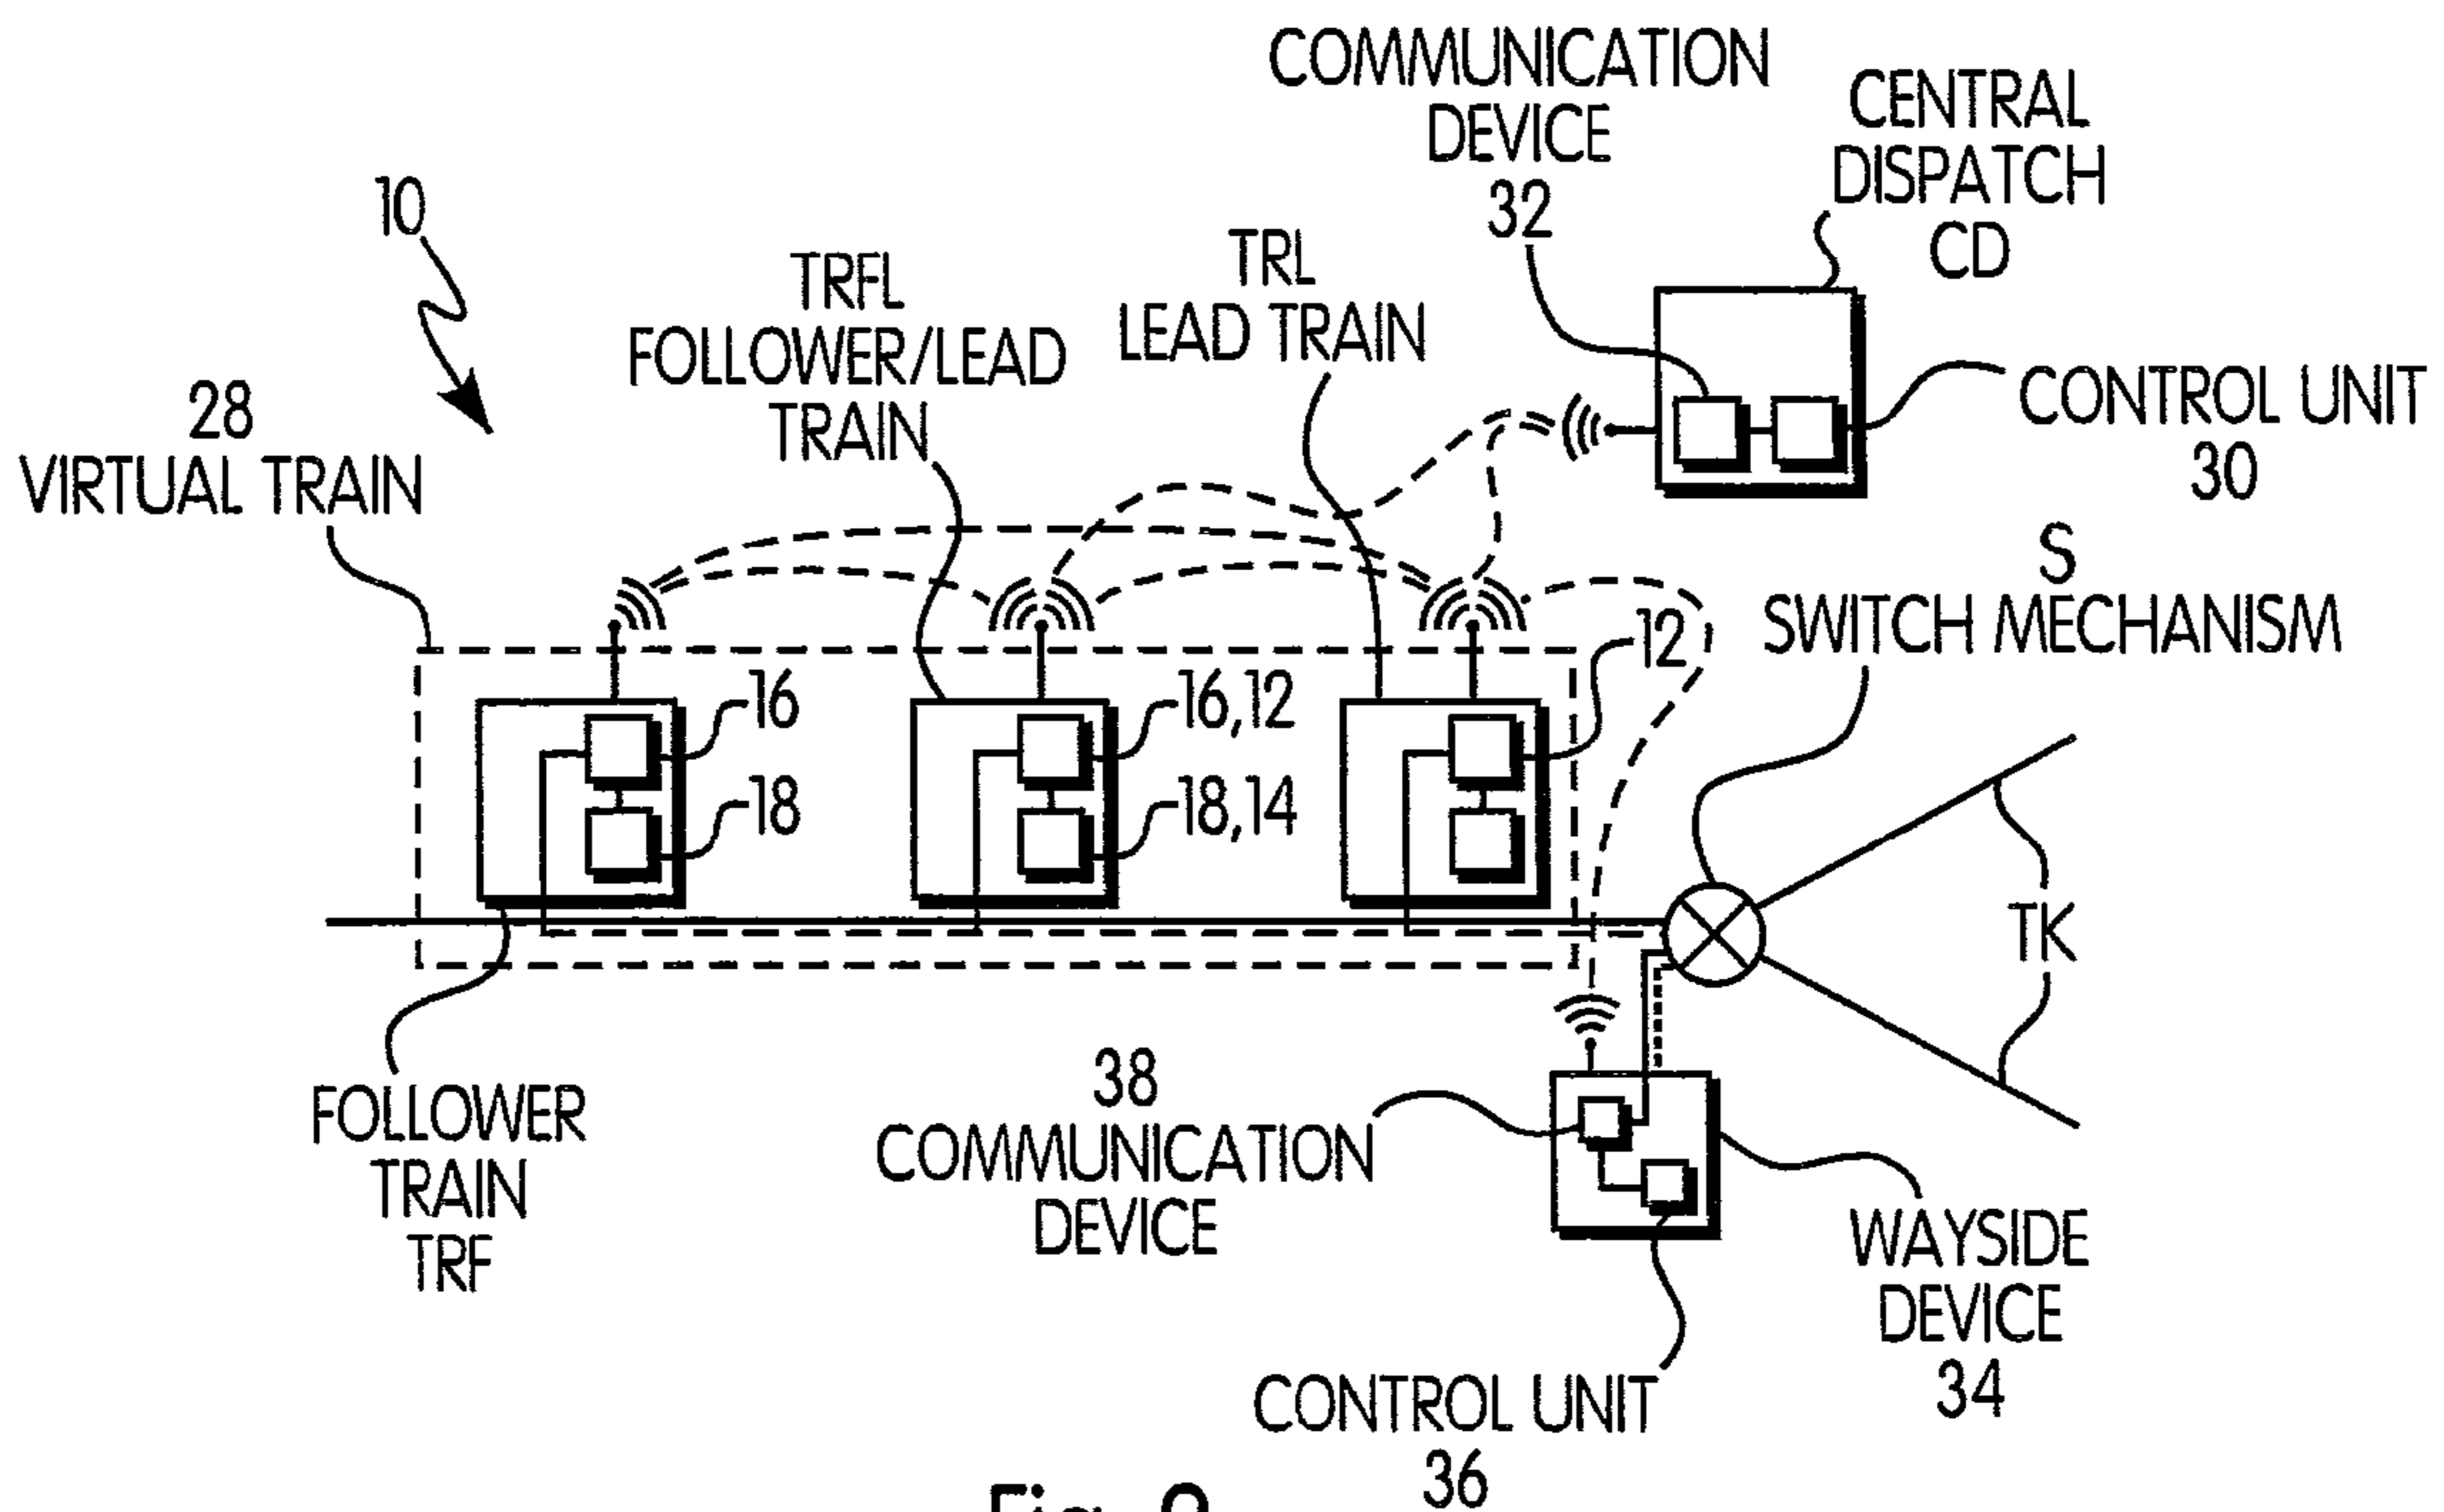 COMMUNICATION
DEVICE
32
CENTRAL
DISPATCH
CD
10
TRFL
FOLLOWER/LEAD
TRAIN
TRL
LEAD TRAIN
CONTROL UNIT
30
28
VIRTUAL TRAIN
S
SWITCH MECHANISM
12
16
16,12
18
18,14
TK
FOLLOWER
TRAIN
TRF
38
COMMUNICATION
DEVICE
WAYSIDE
DEVICE
34
CONTROL UNIT
36